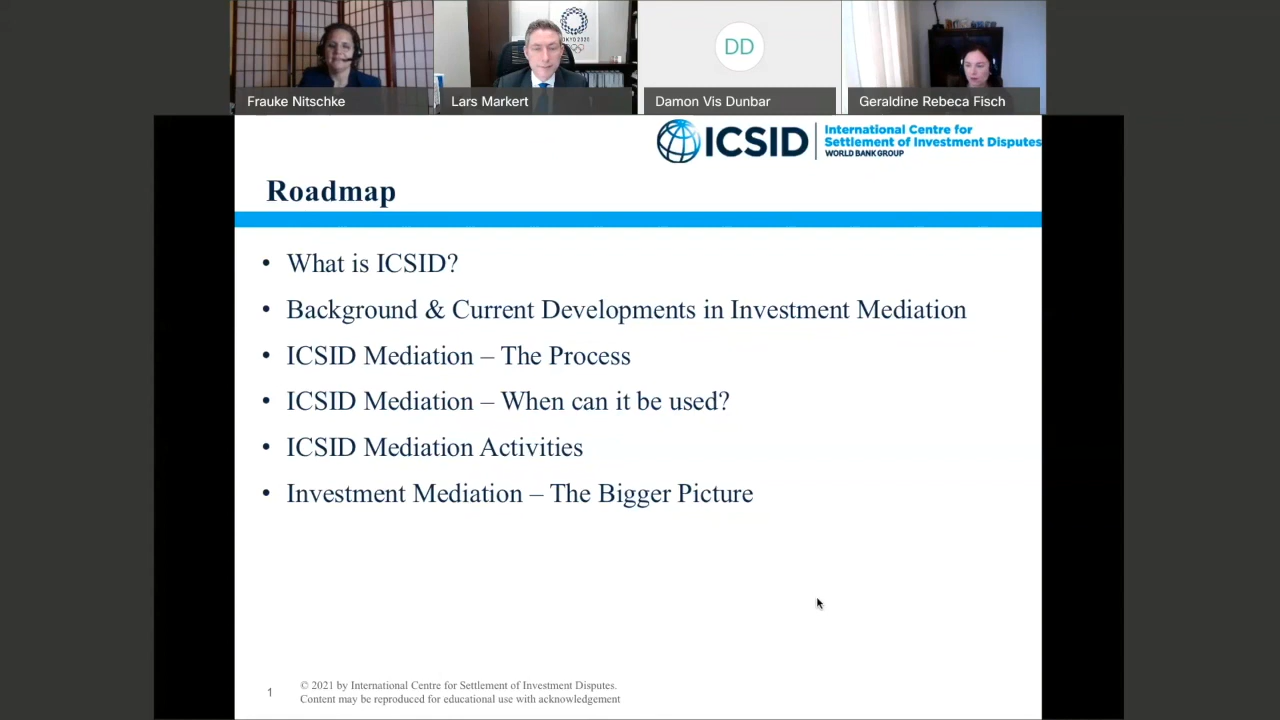 Frauke Nitschke
Lars Markert
TOKYO 2020
DD
Damon Vis Dunbar
Geraldine Rebeca Fisch
ICSID
International Centre for
Settlement of Investment Disputes
WORLD BANK GROUP
Roadmap
• What is ICSID?
• Background & Current Developments in Investment Mediation
• ICSID Mediation – The Process
• ICSID Mediation – When can it be used?
• ICSID Mediation Activities
• Investment Mediation – The Bigger Picture
1
© 2021 by International Centre for Settlement of Investment Disputes.
Content may be reproduced for educational use with acknowledgement